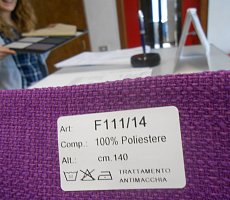 Art: F111/14
Comp.: 100% Poliestere
Alt.: cm.140
TRATTAMENTO
ANTIMACCHIA